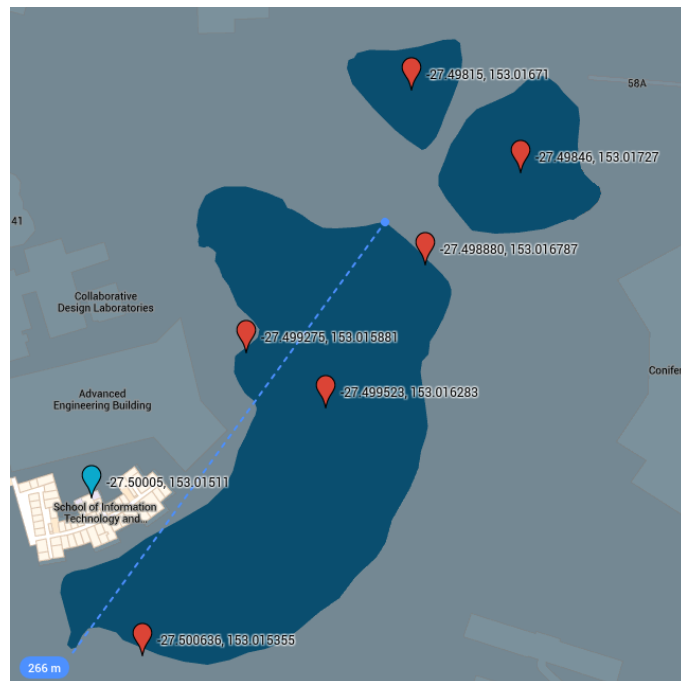 -27.49815, 153.01671
58A
-27.49846, 153.01727
41
-27.498880, 153.016787
Collaborative
Design Laboratories
-27.499275, 153.015881
Conifer
Advanced
Engineering Building
-27.499523, 153.016283
-27.50005, 153.01511
School of Information
Technology and...
-27.500636, 153.015355
266 m